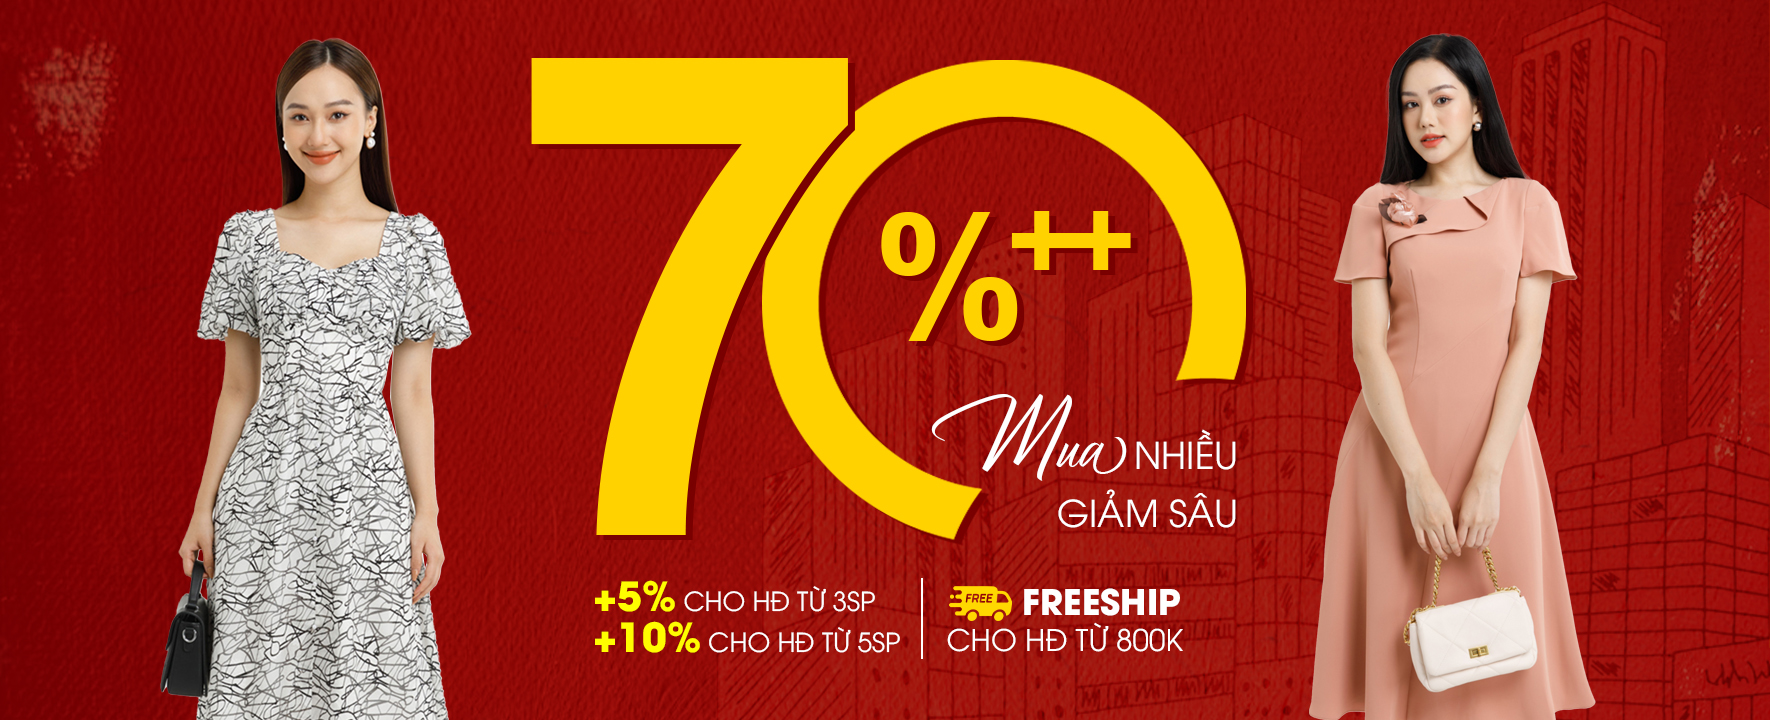 70%++
Mua NHIỀU
GIẢM SÂU
+5% CHO HĐ TỪ 3SP
+10% CHO HĐ TỪ 5SP
FREE FREESHIP
CHO HĐ TỪ 800K